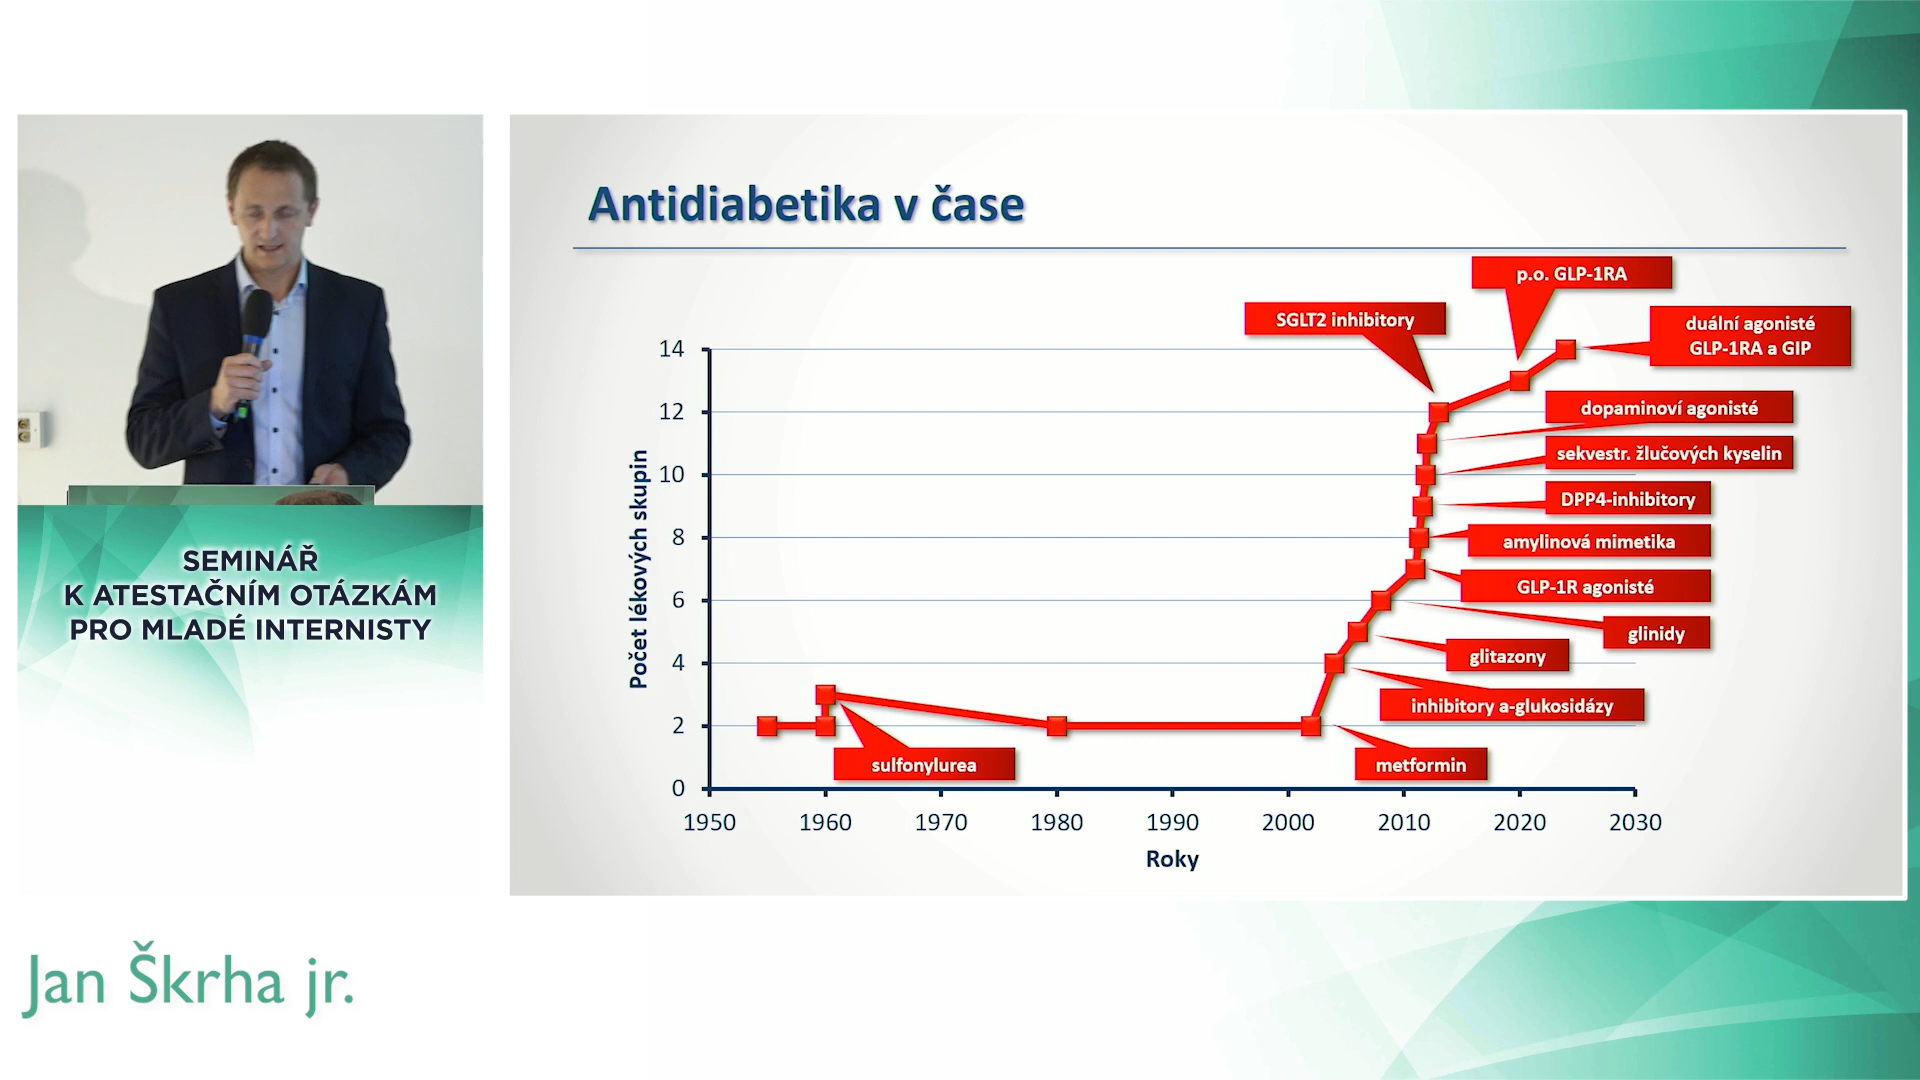 Antidiabetika v čase
p.o. GLP-1RA
SGLT2 inhibitory
duální agonisté
GLP-1RA a GIP
dopaminoví agonisté
sekvestr. žlučových kyselin
DPP4-inhibitory
amylinová mimetika
GLP-1R agonisté
glinidy
glitazony
inhibitory a-glukosidázy
sulfonylurea
metformin
Počet lékových skupin
14
12
10
8
6
4
2
0
1950 1960 1970 1980 1990 2000 2010 2020 2030
Roky
SEMINÁŘ
K ATESTAČNÍM OTÁZKÁM
PRO MLADÉ INTERNISTY
Jan Škrha jr.